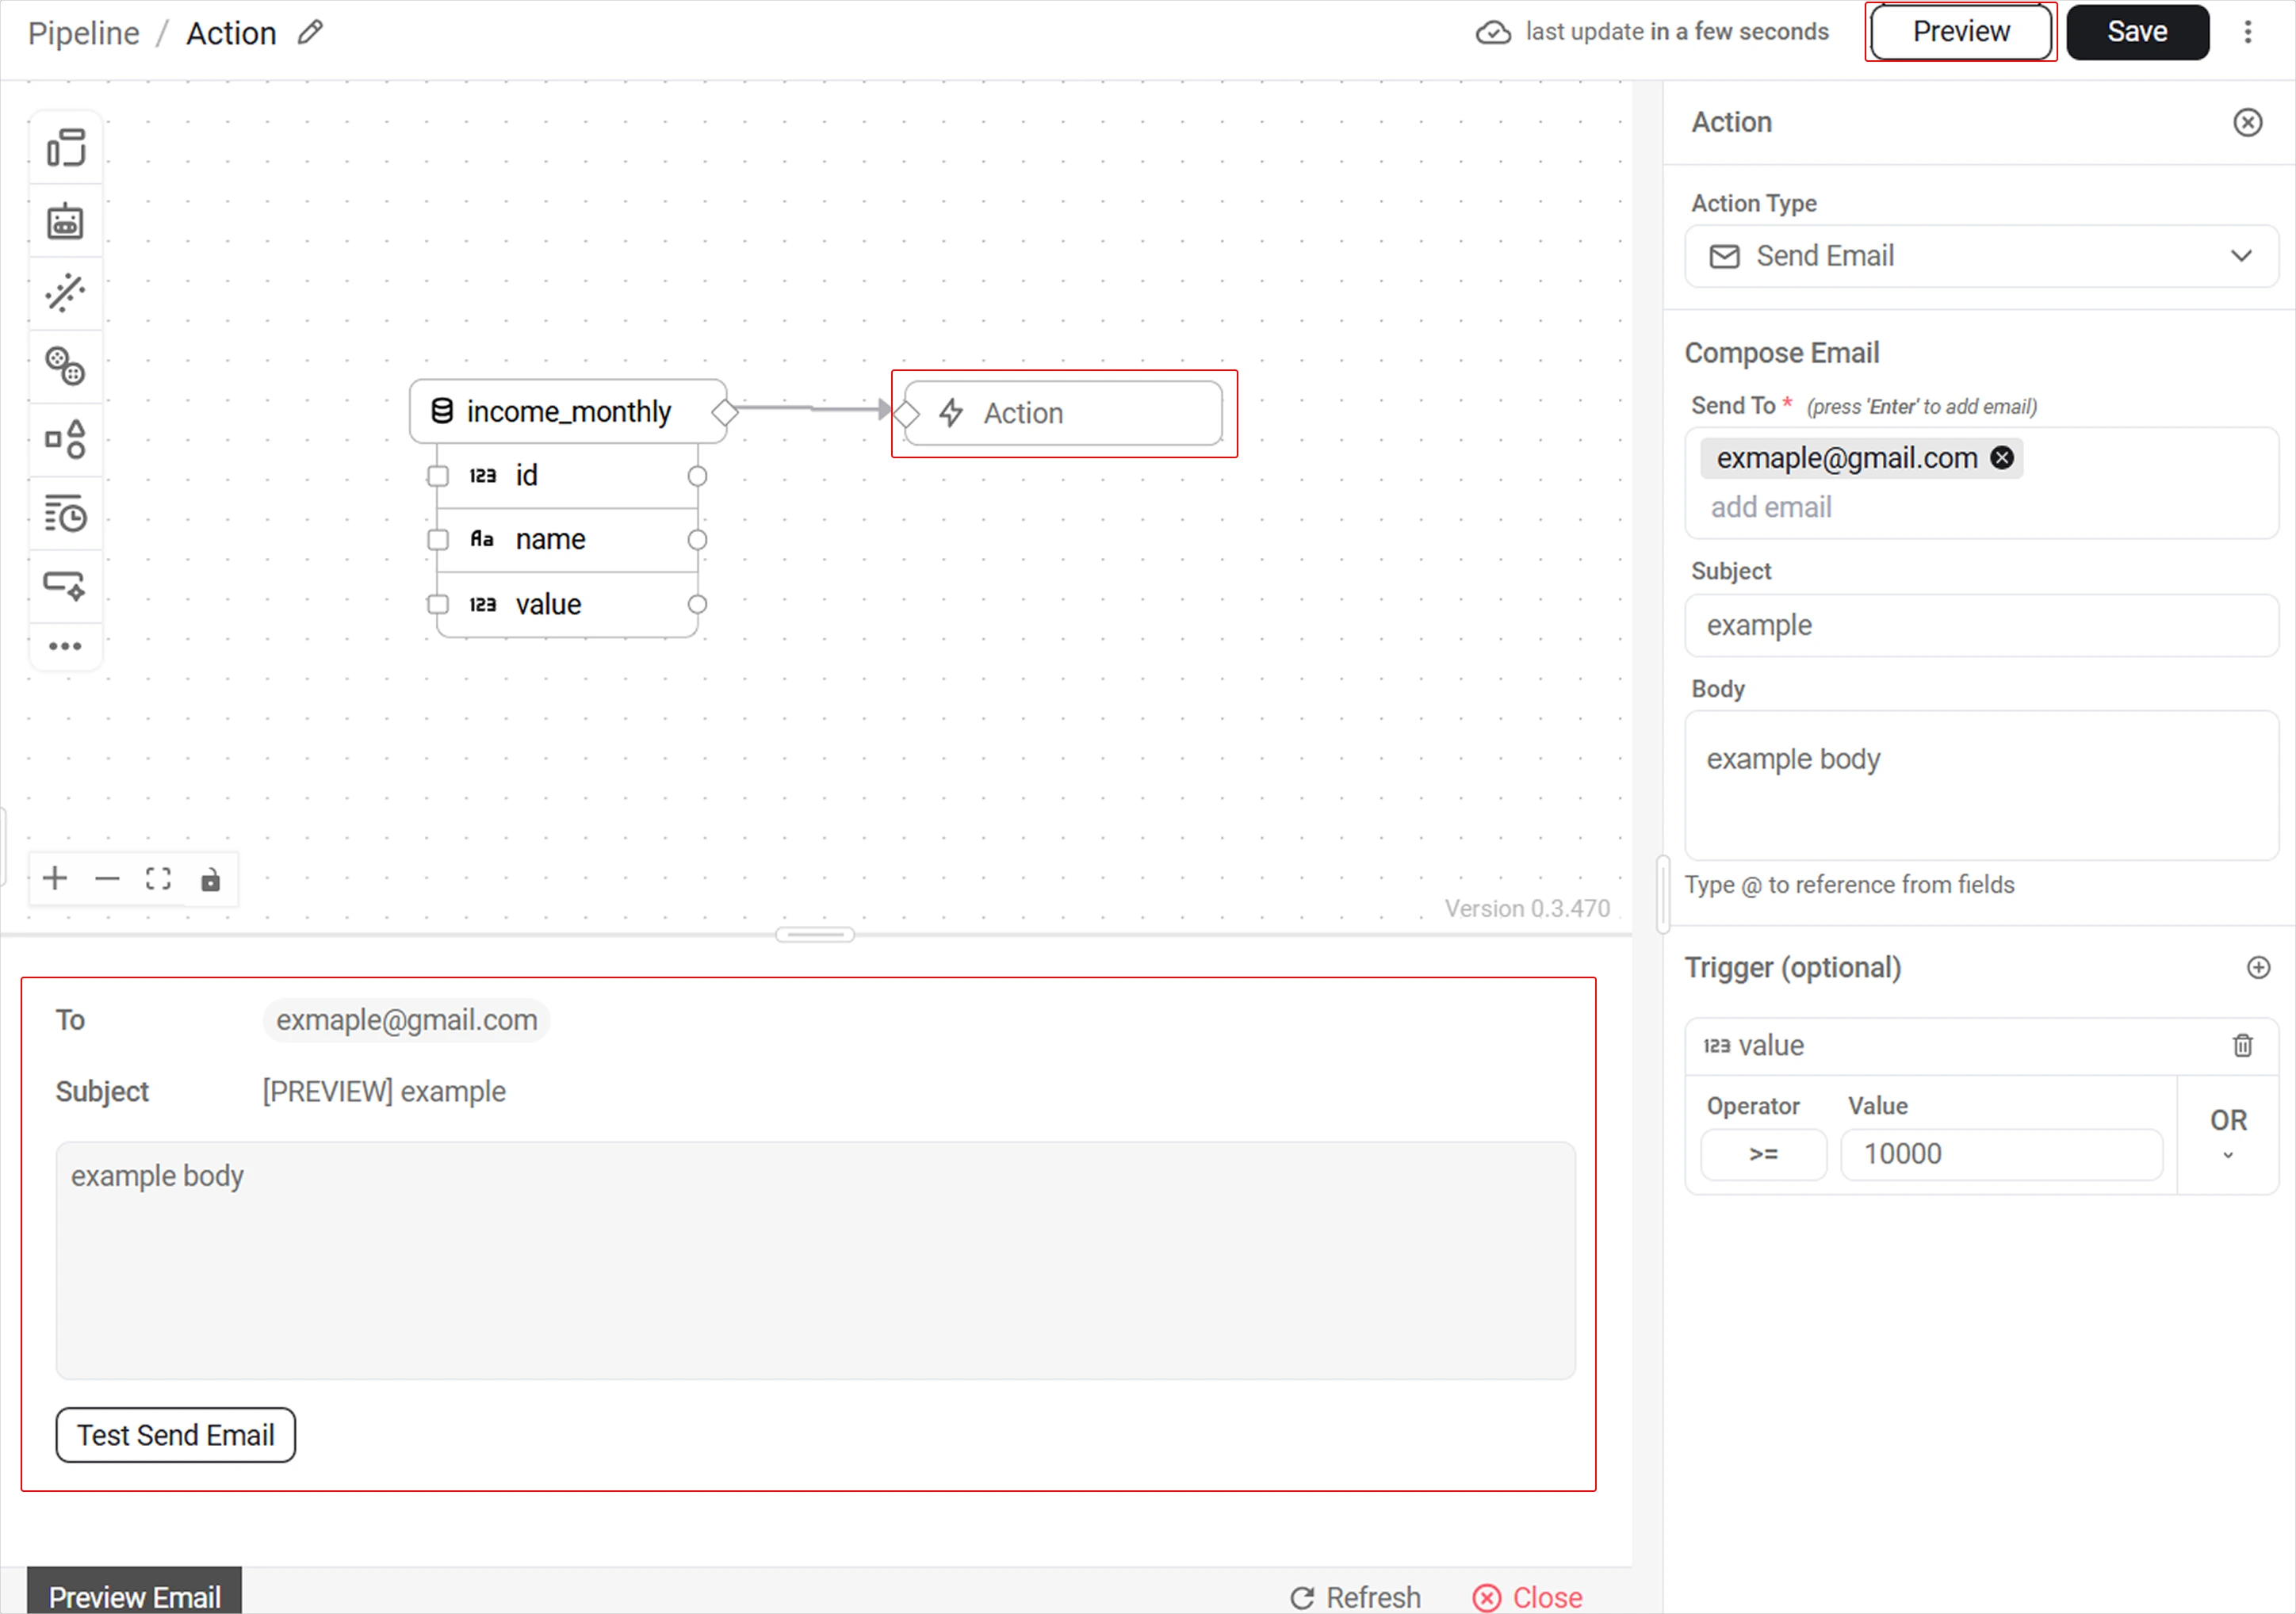 Pipeline / Action
last update in a few seconds
Preview
Save
income_monthly
123 id
Aa name
123 value
Action
Version 0.3.470
To exmaple@gmail.com
Subject [PREVIEW] example
example body
Test Send Email
Preview Email
Refresh
Close
Action
Action Type
Send Email
Compose Email
Send To * (press 'Enter' to add email)
exmaple@gmail.com
add email
Subject
example
Body
example body
Type @ to reference from fields
Trigger (optional)
123 value
Operator Value
>= 10000
OR